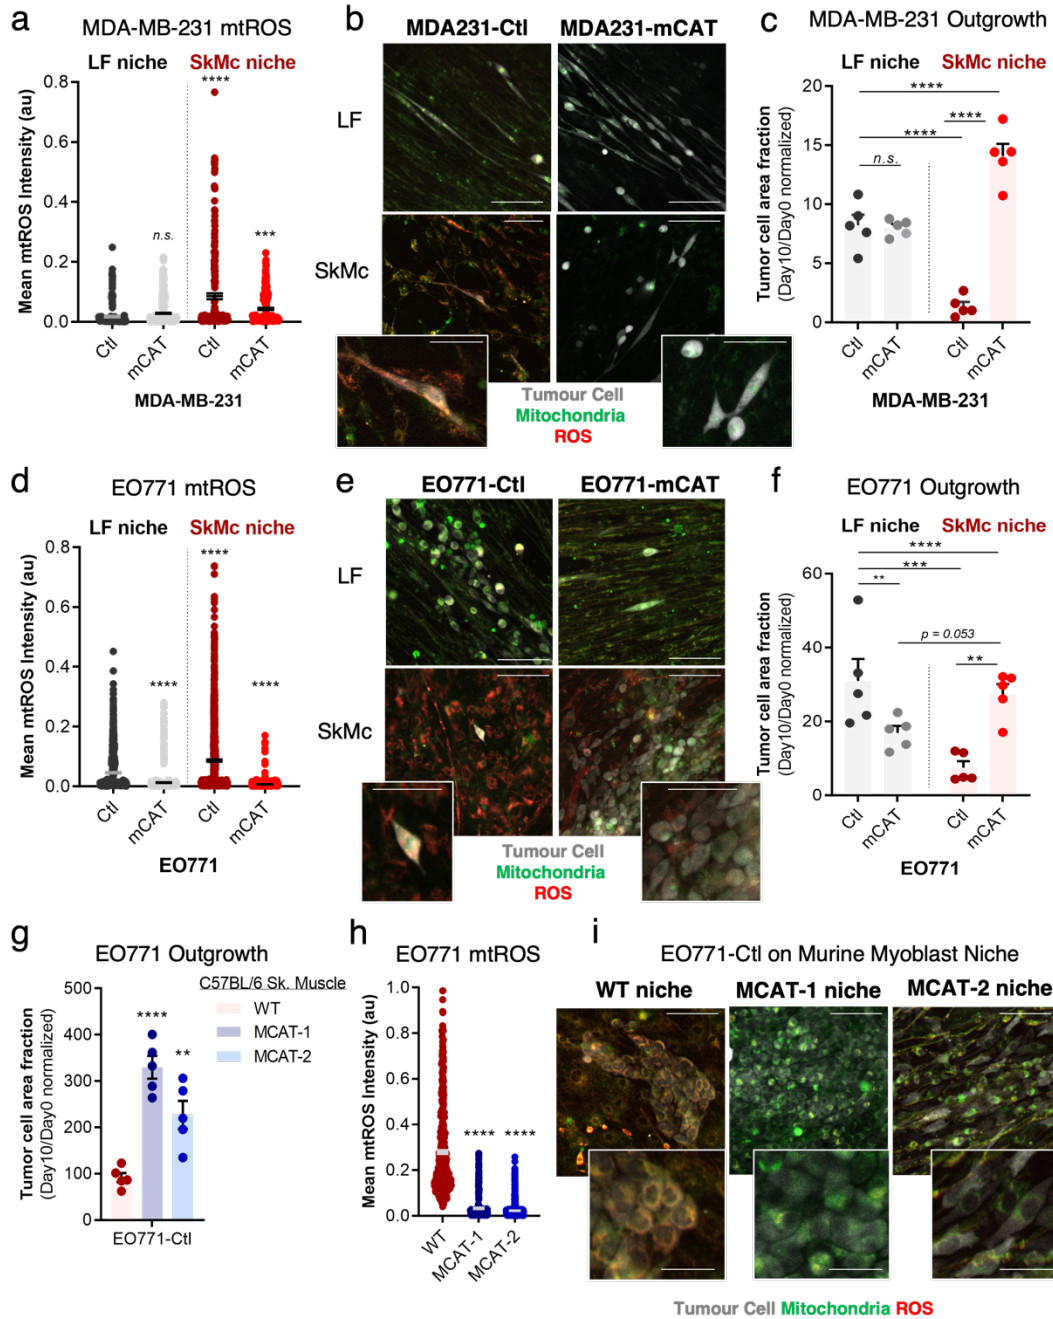 a
MDA-MB-231 mtROS
LF niche SkMc niche
Mean mtROS Intensity (au)
0.8
0.6
0.4
0.2
0.0
****
n.s.
***
Ctl
mCAT
Ctl
mCAT
MDA-MB-231
b
MDA231-Ctl MDA231-mCAT
LF
SkMc
Tumour Cell
Mitochondria
ROS
c
MDA-MB-231 Outgrowth
LF niche SkMc niche
Tumor cell area fraction
(Day10/Day0 normalized)
20
15
10
5
0
****
****
****
n.s.
Ctl
mCAT
Ctl
mCAT
MDA-MB-231
d
EO771 mtROS
LF niche SkMc niche
Mean mtROS Intensity (au)
0.8
0.6
0.4
0.2
0.0
****
****
****
Ctl
mCAT
Ctl
mCAT
EO771
e
EO771-Ctl EO771-mCAT
LF
SkMc
Tumour Cell
Mitochondria
ROS
f
EO771 Outgrowth
LF niche SkMc niche
Tumor cell area fraction
(Day10/Day0 normalized)
60
40
20
0
****
***
**
p = 0.053
**
Ctl
mCAT
Ctl
mCAT
EO771
g
EO771 Outgrowth
C57BL/6 Sk. Muscle
WT
MCAT-1
MCAT-2
Tumor cell area fraction
(Day10/Day0 normalized)
500
400
300
200
100
0
****
**
EO771-Ctl
h
EO771 mtROS
Mean mtROS Intensity (au)
1.0
0.8
0.6
0.4
0.2
0.0
**** ****
WT
MCAT-1
MCAT-2
i
EO771-Ctl on Murine Myoblast Niche
WT niche MCAT-1 niche MCAT-2 niche
Tumour Cell Mitochondria ROS